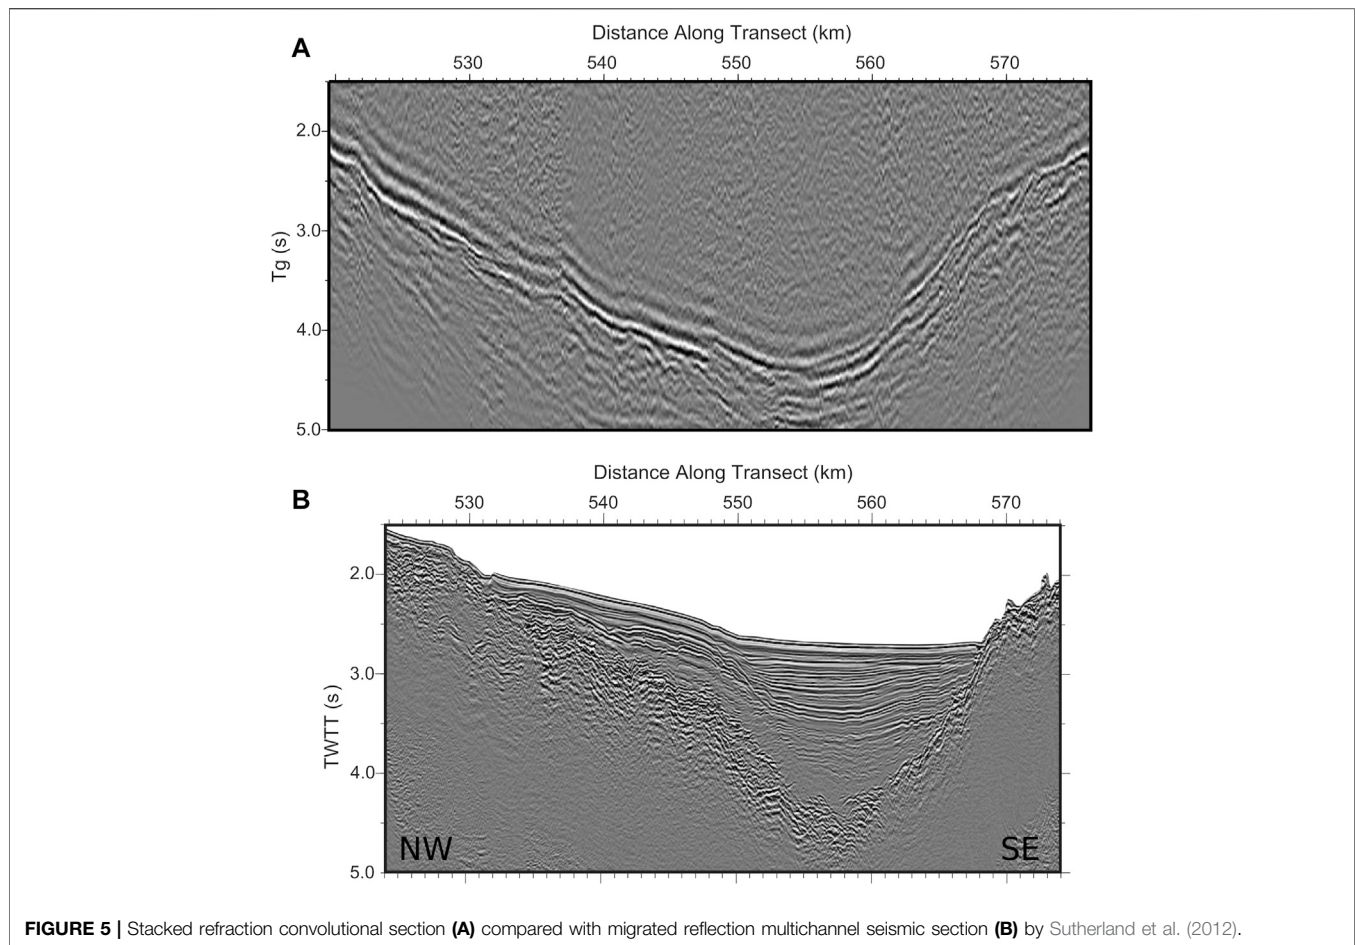 A
Distance Along Transect (km)
530 540 550 560 570
2.0
3.0
4.0
5.0
Tg (s)
B
Distance Along Transect (km)
530 540 550 560 570
2.0
3.0
4.0
5.0
TWTT (s)
NW SE
FIGURE 5 | Stacked refraction convolutional section (A) compared with migrated reflection multichannel seismic section (B) by Sutherland et al. (2012).